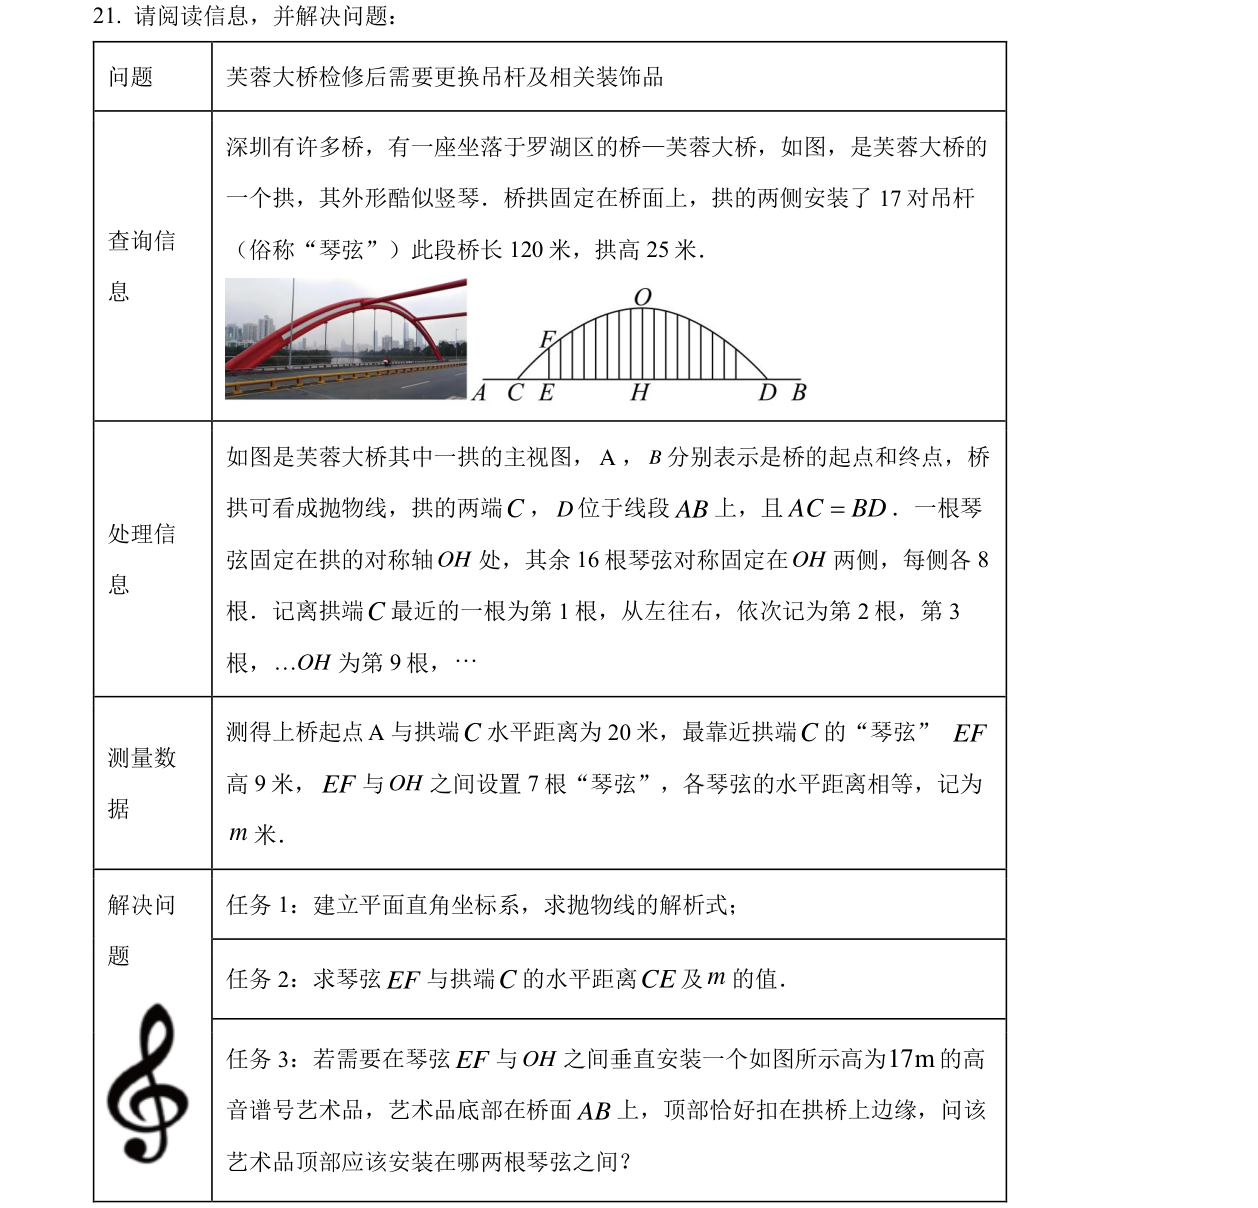 21. 请阅读信息，并解决问题：
问题
芙蓉大桥检修后需要更换吊杆及相关装饰品
查询信
息
深圳有许多桥，有一座坐落于罗湖区的桥—芙蓉大桥，如图，是芙蓉大桥的
一个拱，其外形酷似竖琴．桥拱固定在桥面上，拱的两侧安装了 17 对吊杆
（俗称“琴弦”）此段桥长 120 米，拱高 25 米．
O
F
A C E H D B
处理信
息
如图是芙蓉大桥其中一拱的主视图， A ， B 分别表示是桥的起点和终点，桥
拱可看成抛物线，拱的两端 C ， D 位于线段 AB 上，且 AC = BD ．一根琴
弦固定在拱的对称轴 OH 处，其余 16 根琴弦对称固定在 OH 两侧，每侧各 8
根．记离拱端 C 最近的一根为第 1 根，从左往右，依次记为第 2 根，第 3
根，…OH 为第 9 根，…
测量数
据
测得上桥起点 A 与拱端 C 水平距离为 20 米，最靠近拱端 C 的“琴弦” EF
高 9 米， EF 与 OH 之间设置 7 根“琴弦”，各琴弦的水平距离相等，记为
m 米．
解决问
题
任务 1：建立平面直角坐标系，求抛物线的解析式；
任务 2：求琴弦 EF 与拱端 C 的水平距离 CE 及 m 的值．
任务 3：若需要在琴弦 EF 与 OH 之间垂直安装一个如图所示高为17m 的高
音谱号艺术品，艺术品底部在桥面 AB 上，顶部恰好扣在拱桥上边缘，问该
艺术品顶部应该安装在哪两根琴弦之间？